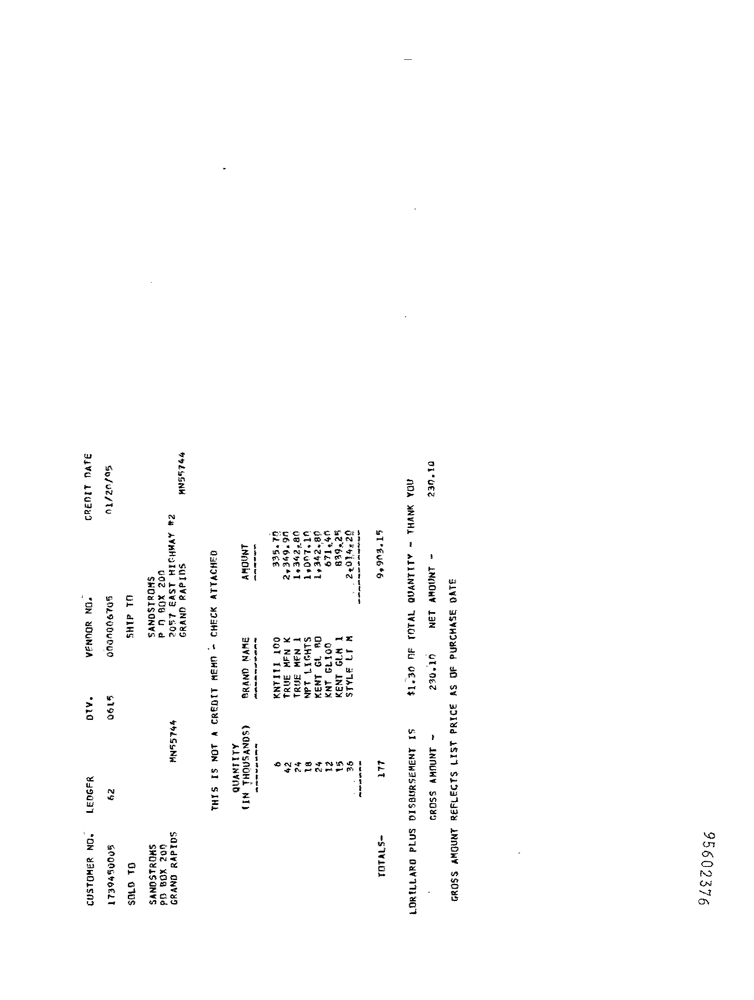 CUSTOMER NO. LEDGER DIV. VENDOR NO. CREDIT DATE
1739450005 62 0615 0000006705 01/20/95
SOLD TO SHIP TO
SANDSTROMS SANDSTROMS
PO BOX 200 P O BOX 200
GRAND RAPIDS MN55744 2057 EAST HIGHWAY #2
GRAND RAPIDS MN55744
THIS IS NOT A CREDIT MEMO - CHECK ATTACHED
QUANTITY
(IN THOUSANDS) BRAND NAME AMOUNT
-------- ---------- ------
6 KNTIII 100 335.70
42 TRUE MFN K 2,349.90
24 TRUE MFN 1 1,342.80
18 NPT LIGHTS 1,007.10
24 KENT GL BO 1,342.80
12 KNT GL100 671.40
15 KENT GLM 1 839.25
36 STYLE LT M 2,014.20
------ -----------
TOTALS- 177 9,903.15
LORILLARD PLUS DISBURSEMENT IS $1.30 OF TOTAL QUANTITY - THANK YOU
GROSS AMOUNT - 230.10 NET AMOUNT - 230.10
GROSS AMOUNT REFLECTS LIST PRICE AS OF PURCHASE DATE
95602376